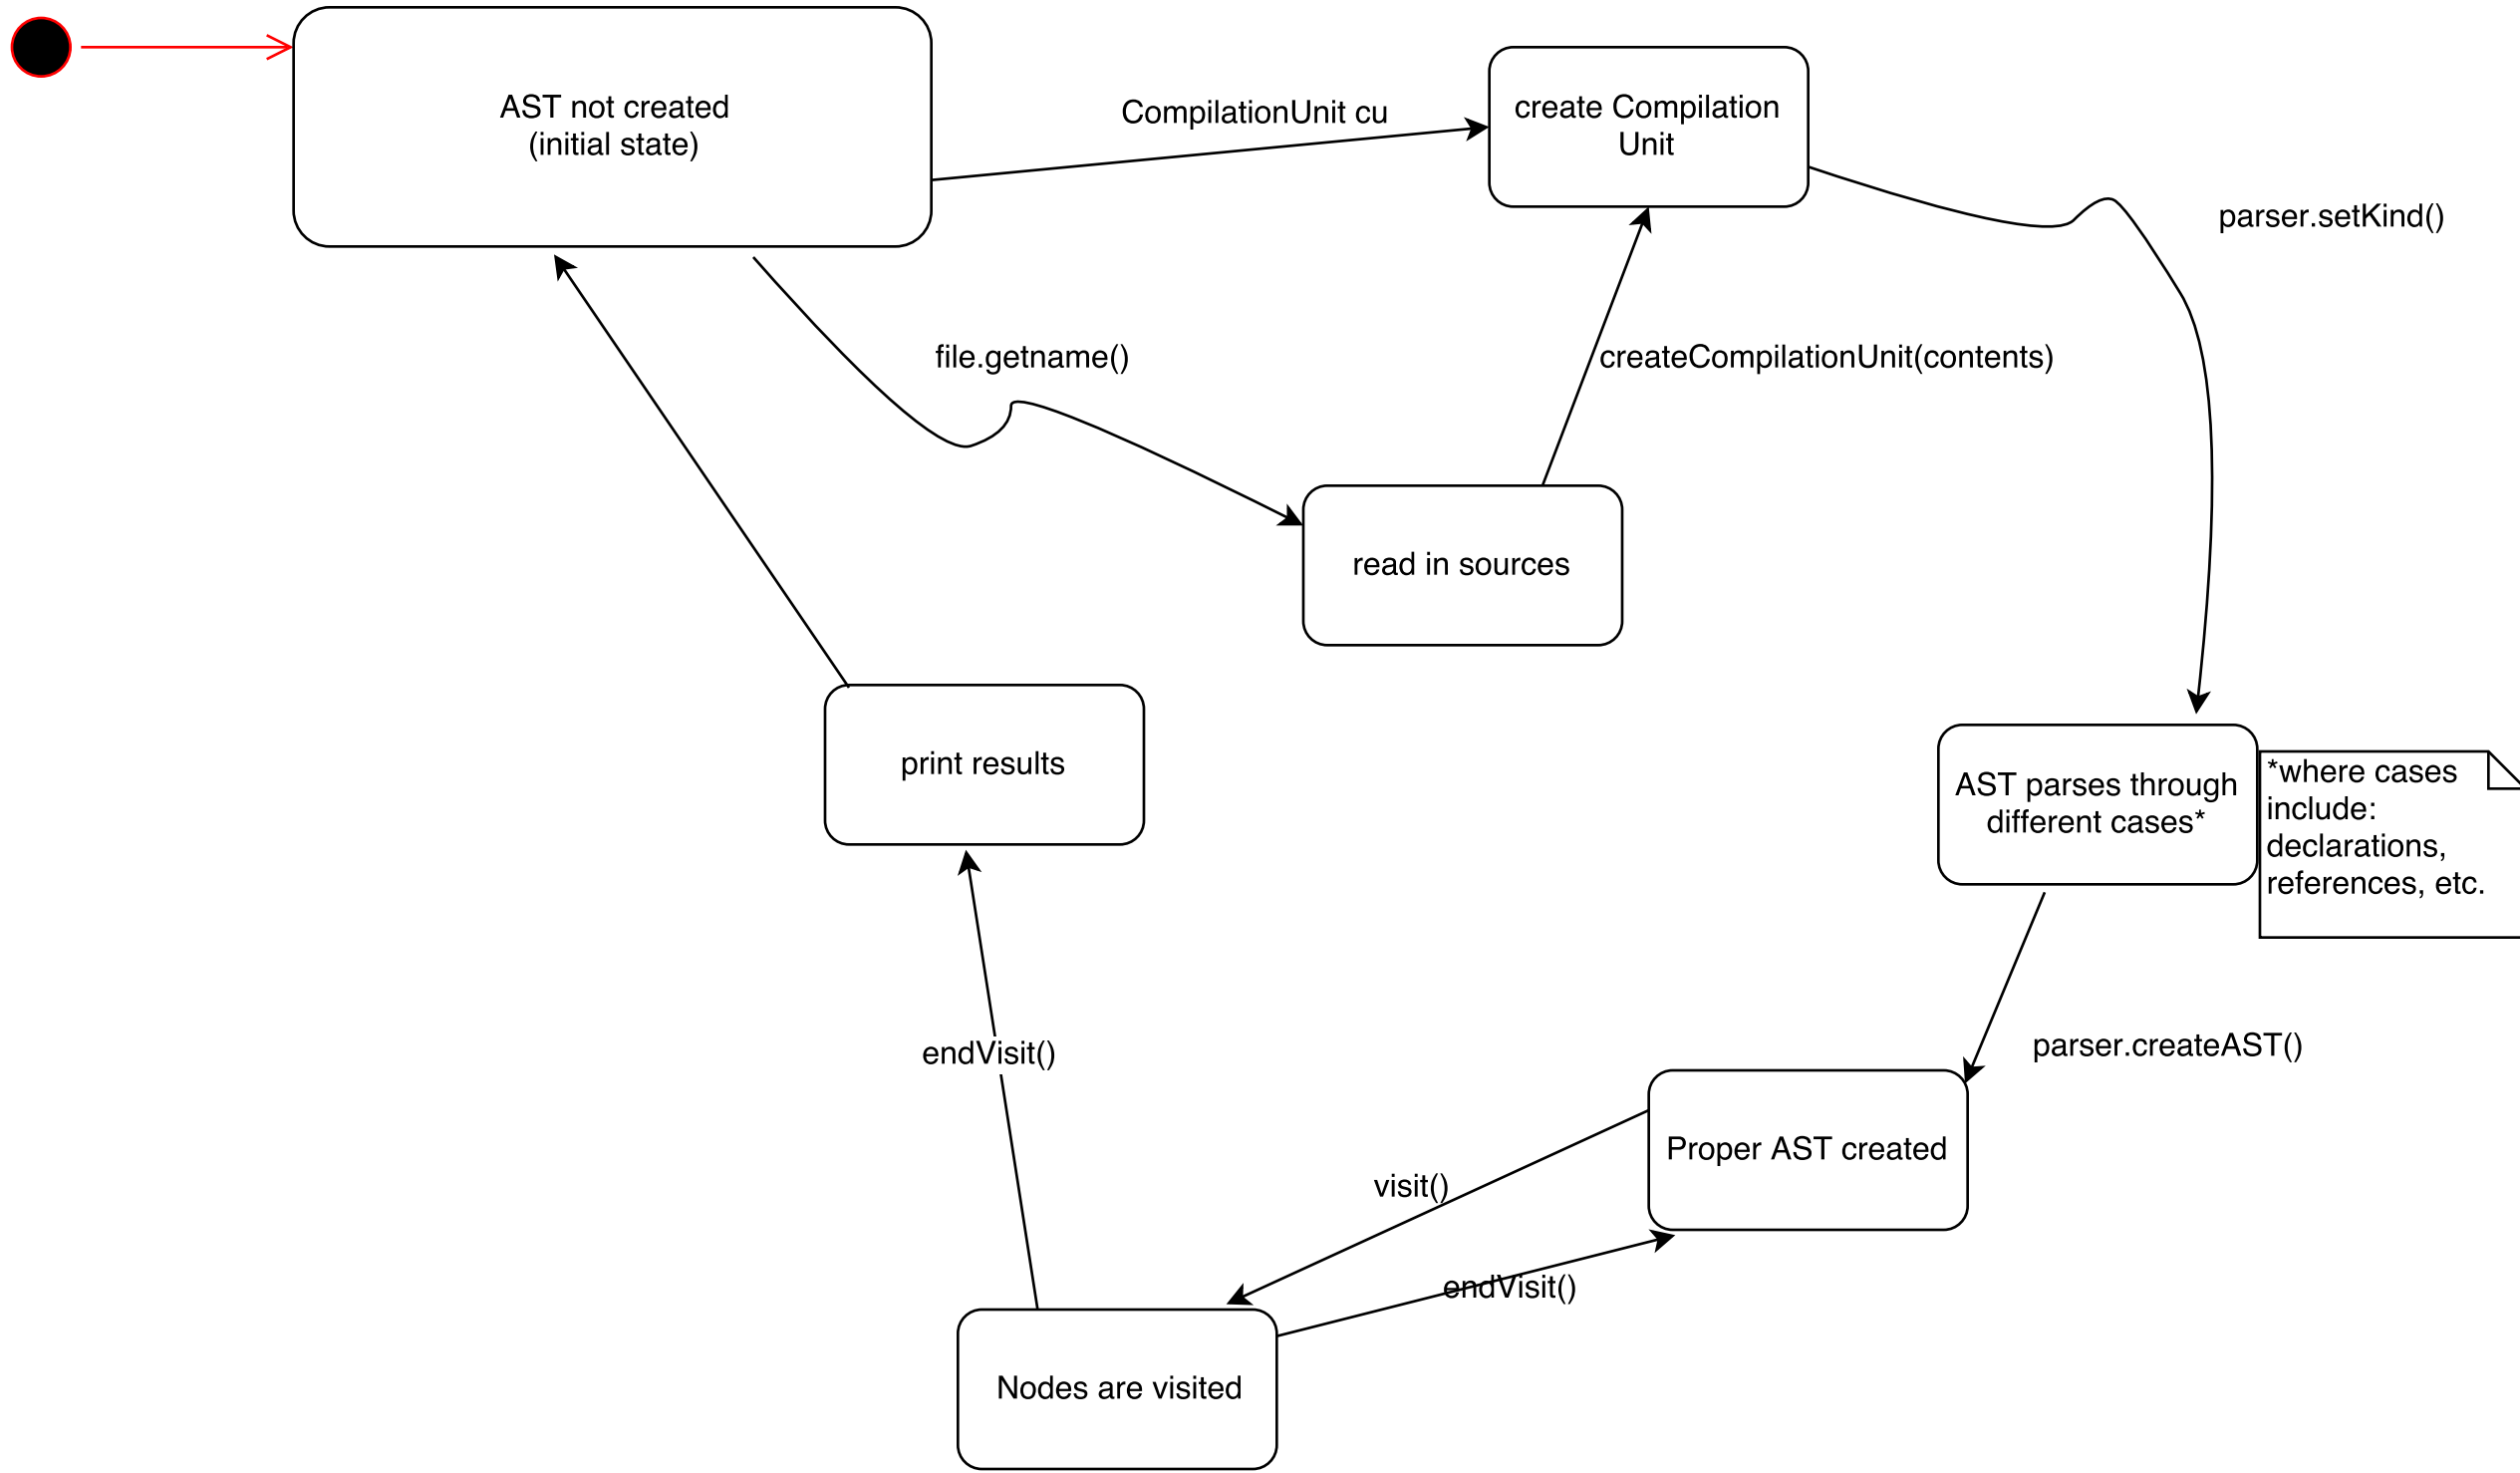 AST not created
(initial state)
CompilationUnit cu
create Compilation
Unit
parser.setKind()
file.getname()
createCompilationUnit(contents)
read in sources
print results
AST parses through
different cases*
*where cases
include:
declarations,
references, etc.
endVisit()
parser.createAST()
Proper AST created
visit()
endVisit()
Nodes are visited